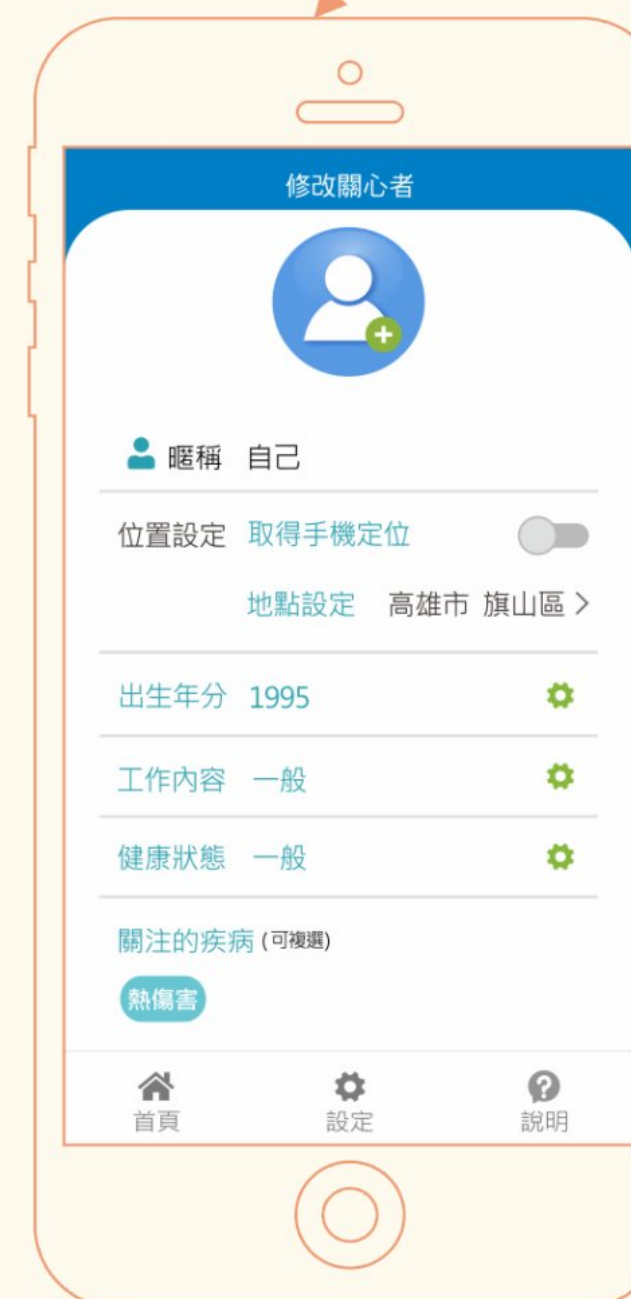 修改關心者
暱稱 自己
位置設定 取得手機定位
地點設定 高雄市 旗山區 >
出生年分 1995
工作內容 一般
健康狀態 一般
關注的疾病 (可複選)
熱傷害
首頁 設定 說明